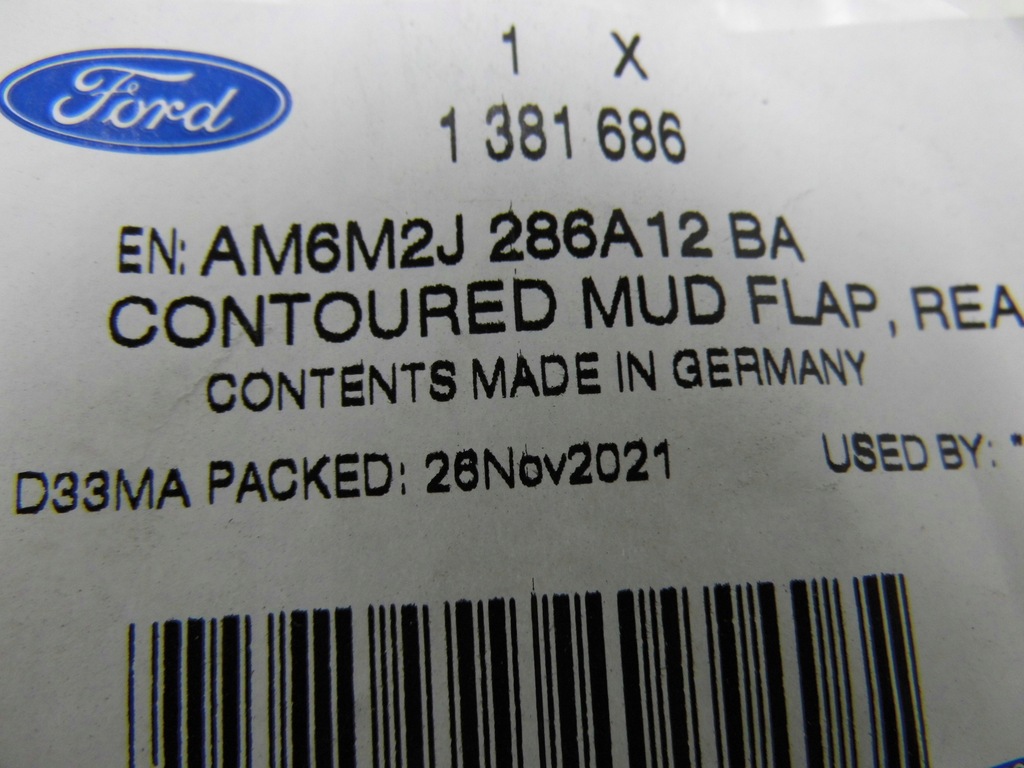 Ford
1 X
1 381 686
EN: AM6M2J 286A12 BA
CONTOURED MUD FLAP, REA
CONTENTS MADE IN GERMANY
D33MA PACKED: 26Nov2021 USED BY: *